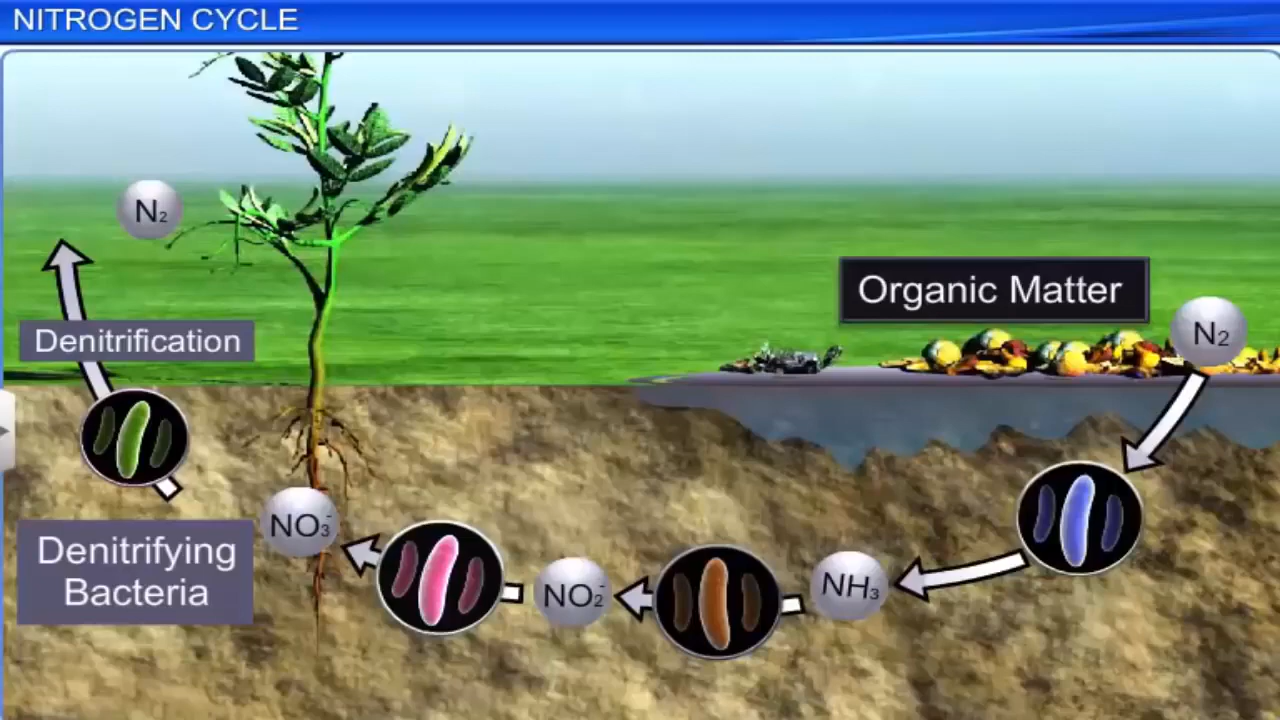 NITROGEN CYCLE
N₂
Organic Matter
N₂
Denitrification
Denitrifying
Bacteria
NO₃⁻
NO₂⁻
NH₃